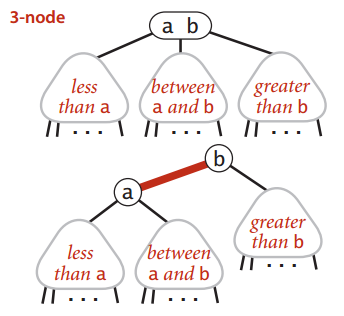 3-node
a b
less
than a
between
a and b
greater
than b
. . .
. . .
. . .
b
a
less
than a
between
a and b
greater
than b
. . .
. . .
. . .